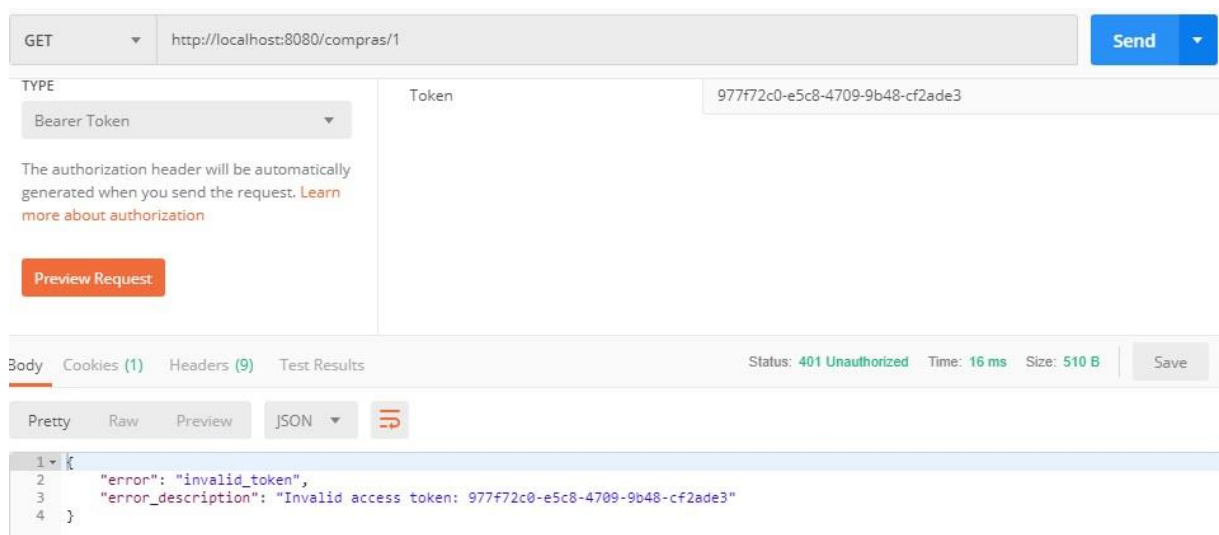 GET http://localhost:8080/compras/1 Send
TYPE
Token 977f72c0-e5c8-4709-9b48-cf2ade3
Bearer Token
The authorization header will be automatically
generated when you send the request. Learn
more about authorization
Preview Request
Body Cookies (1) Headers (9) Test Results Status: 401 Unauthorized Time: 16 ms Size: 510 B Save
Pretty Raw Preview JSON
1 {
2 "error": "invalid_token",
3 "error_description": "Invalid access token: 977f72c0-e5c8-4709-9b48-cf2ade3"
4 }